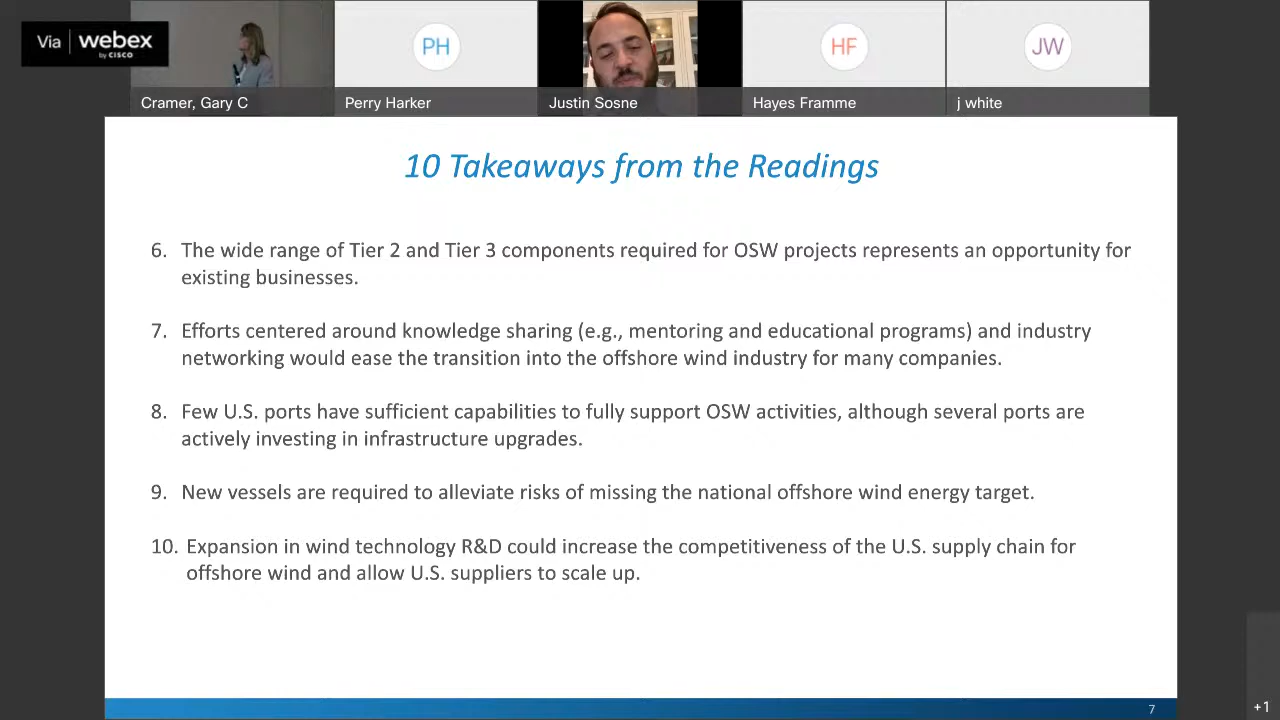 Via webex
by CISCO
PH
HF
JW
Cramer, Gary C
Perry Harker
Justin Sosne
Hayes Framme
j white
10 Takeaways from the Readings
6. The wide range of Tier 2 and Tier 3 components required for OSW projects represents an opportunity for
existing businesses.
7. Efforts centered around knowledge sharing (e.g., mentoring and educational programs) and industry
networking would ease the transition into the offshore wind industry for many companies.
8. Few U.S. ports have sufficient capabilities to fully support OSW activities, although several ports are
actively investing in infrastructure upgrades.
9. New vessels are required to alleviate risks of missing the national offshore wind energy target.
10. Expansion in wind technology R&D could increase the competitiveness of the U.S. supply chain for
offshore wind and allow U.S. suppliers to scale up.
7
+1